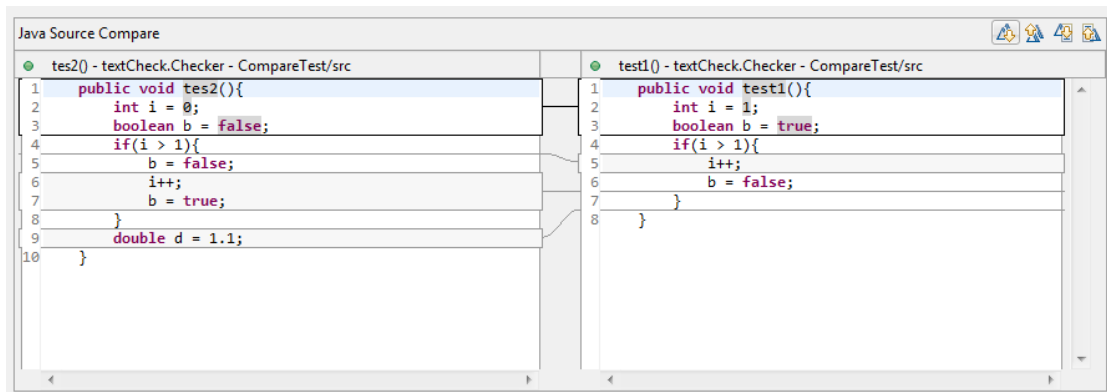 Java Source Compare
tes2() - textCheck.Checker - CompareTest/src
1 public void tes2(){
2 int i = 0;
3 boolean b = false;
4 if(i > 1){
5 b = false;
6 i++;
7 b = true;
8 }
9 double d = 1.1;
10 }
test1() - textCheck.Checker - CompareTest/src
1 public void test1(){
2 int i = 1;
3 boolean b = true;
4 if(i > 1){
5 i++;
6 b = false;
7 }
8 }